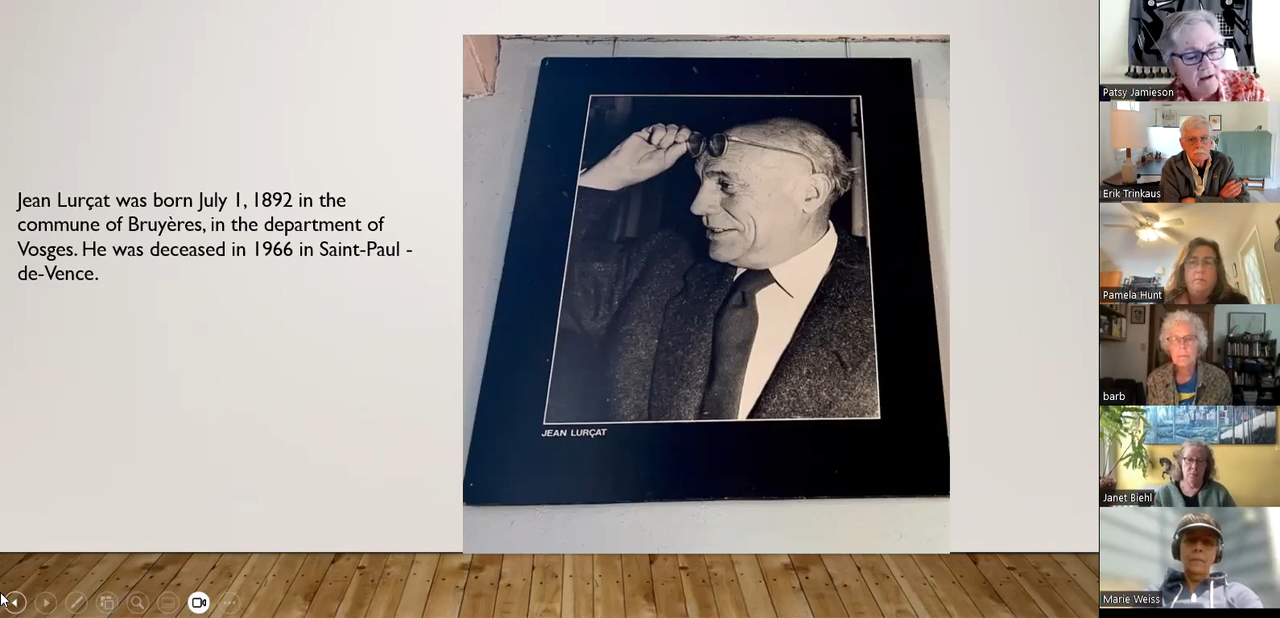 Jean Lurçat was born July 1, 1892 in the
commune of Bruyères, in the department of
Vosges. He was deceased in 1966 in Saint-Paul -
de-Vence.
JEAN LURÇAT
Patsy Jamieson
Erik Trinkaus
Pamela Hunt
barb
Janet Biehl
Marie Weiss